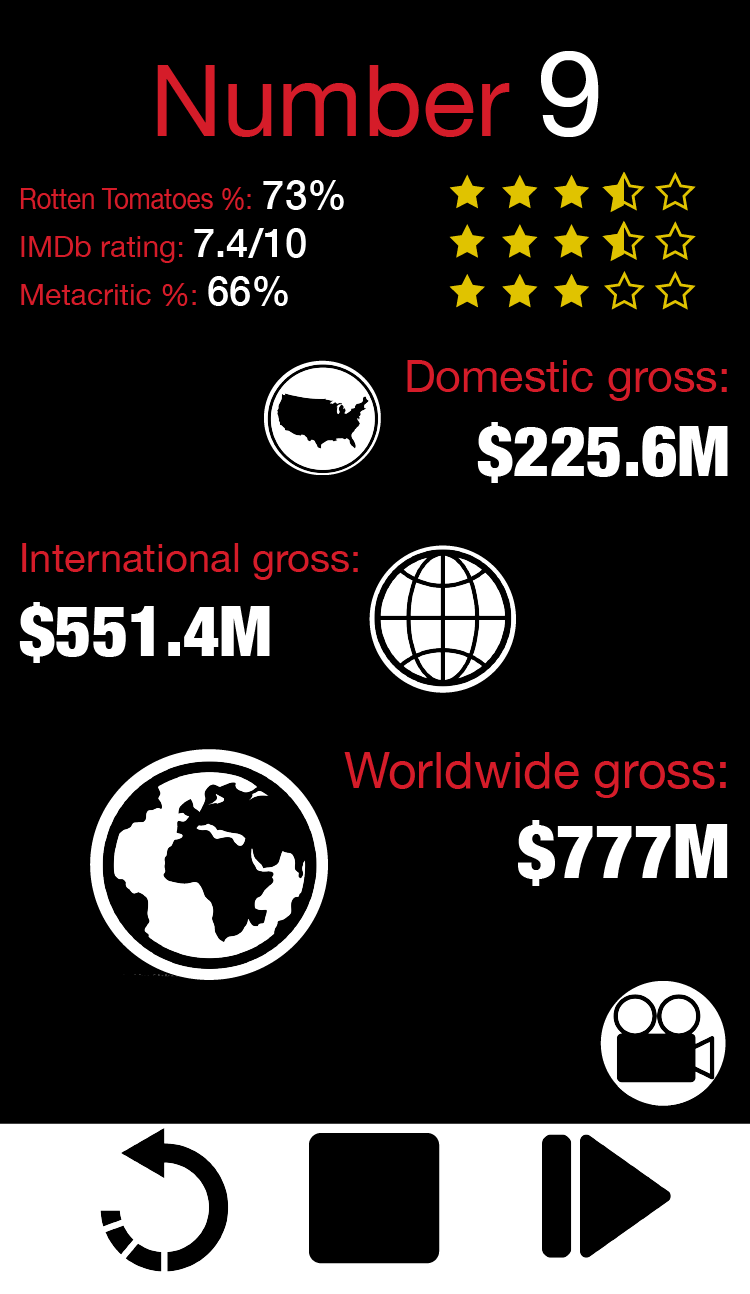 Number 9
Rotten Tomatoes %: 73%
IMDb rating: 7.4/10
Metacritic %: 66%
Domestic gross:
$225.6M
International gross:
$551.4M
Worldwide gross:
$777M